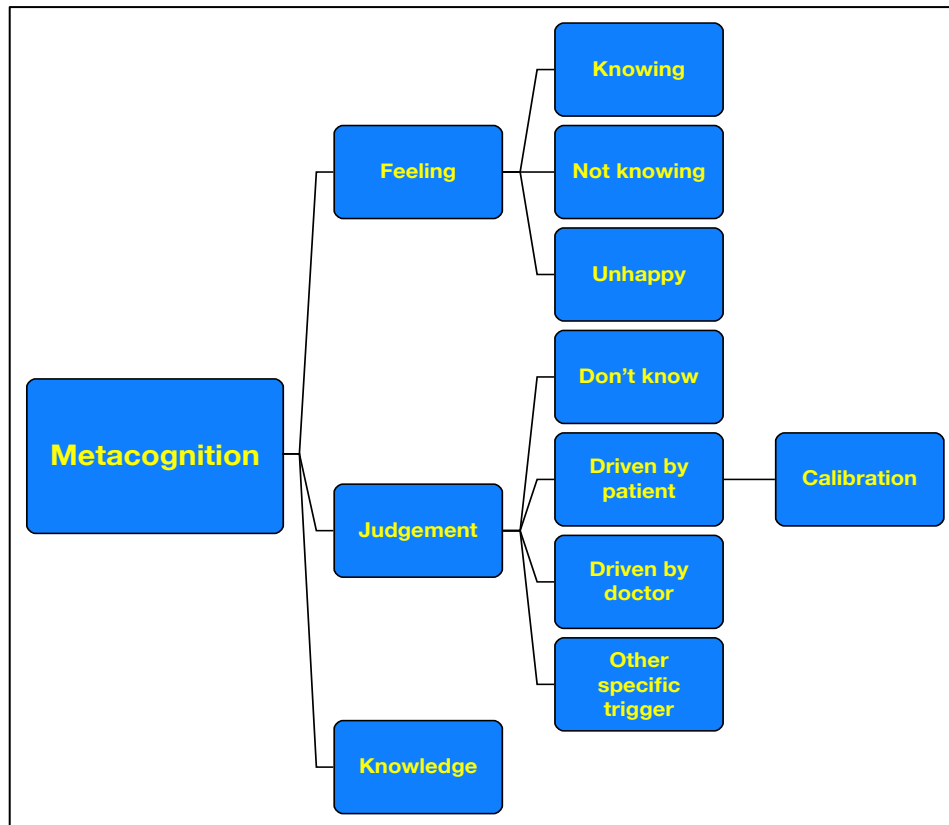 Metacognition
Feeling
Knowing
Not knowing
Unhappy
Judgement
Don’t know
Driven by
patient
Calibration
Driven by
doctor
Other
specific
trigger
Knowledge